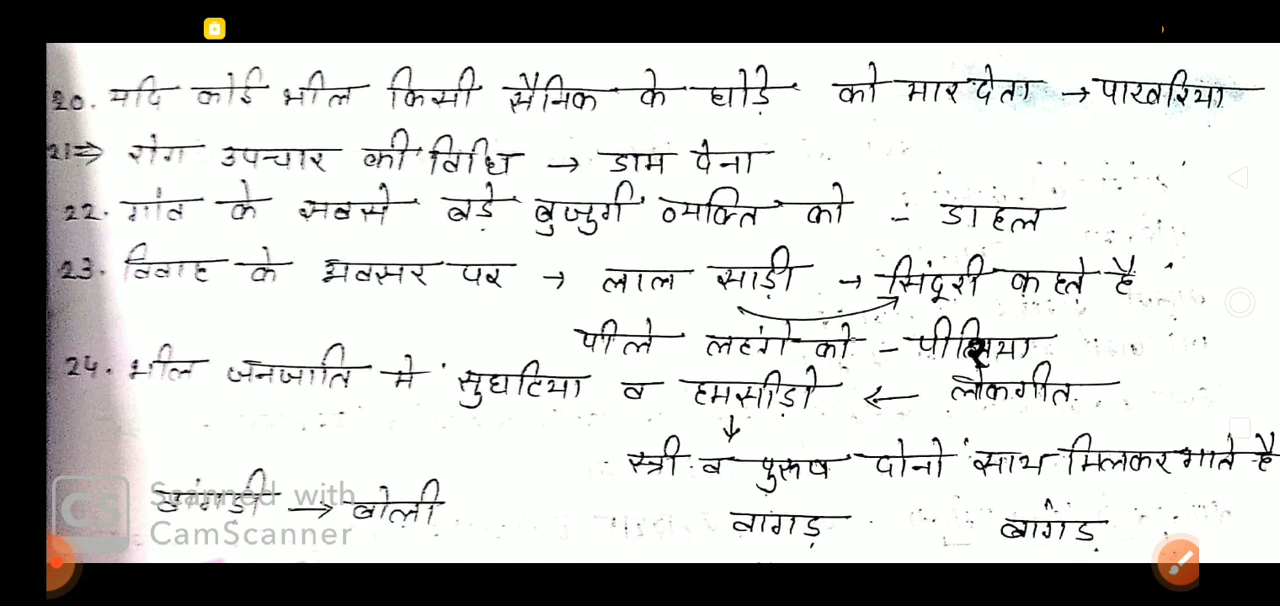 20. यदि कोई भील किसी सैनिक के घोडे को मार देता → पाखरिया
21⇒ रोग उपचार की विधि → डाम देना
22. गांव के सबसे बडे बुजुर्ग व्यक्ति को - डाहल
23. विवाह के अवसर पर → लाल साड़ी → सिंदूरी कहते है
पीले लहंगे को - पीरिया
24. भील जनजाति मे सुघटिया व हमसीडो ← लोकगीत
↓
स्त्री व पुरूष दोनो साथ मिलकर गाते है
बांगडी → बोली
वागड़ बांगड
CS Scanned with
CamScanner